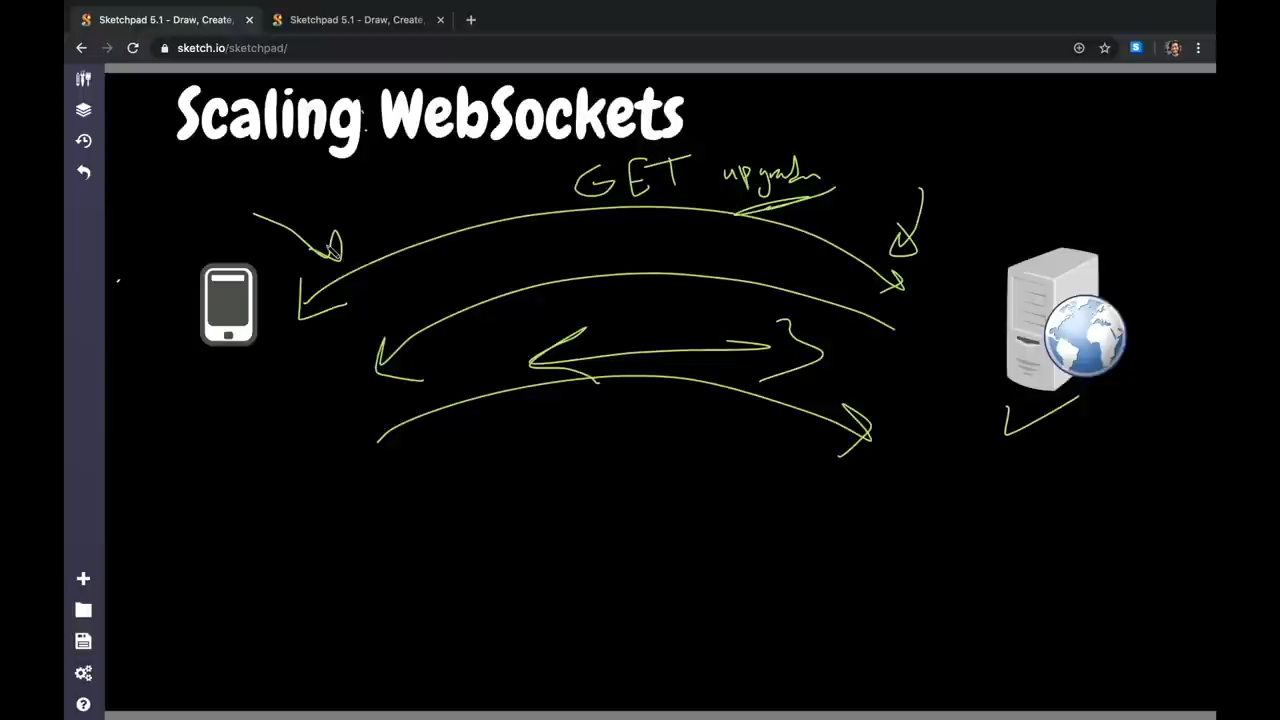 Sketchpad 5.1 - Draw, Create,
Sketchpad 5.1 - Draw, Create,
sketch.io/sketchpad/
Scaling WebSockets
GET